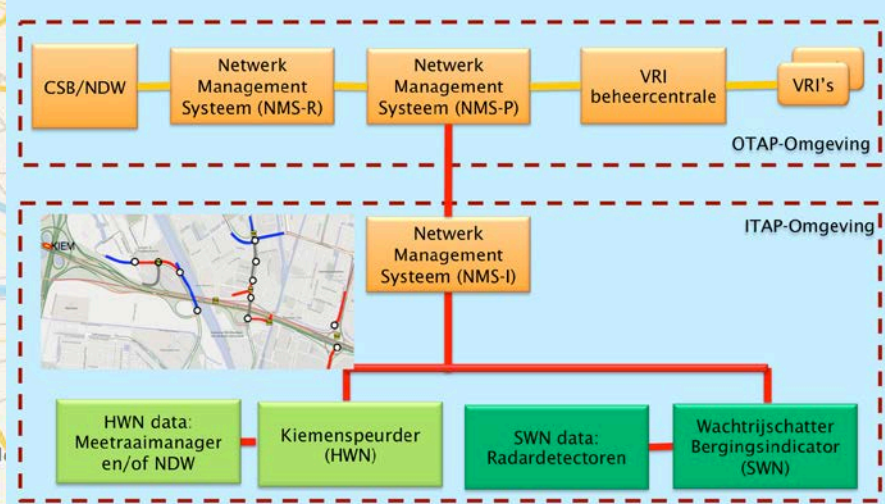 CSB/NDW
Netwerk
Management
Systeem (NMS-R)
Netwerk
Management
Systeem (NMS-P)
VRI
beheercentrale
VRI's
OTAP-Omgeving
ITAP-Omgeving
KIEM
Netwerk
Management
Systeem (NMS-I)
HWN data:
Meetraaimanager
en/of NDW
Kiemenspeurder
(HWN)
SWN data:
Radardetectoren
Wachtrijschatter
Bergingsindicator
(SWN)